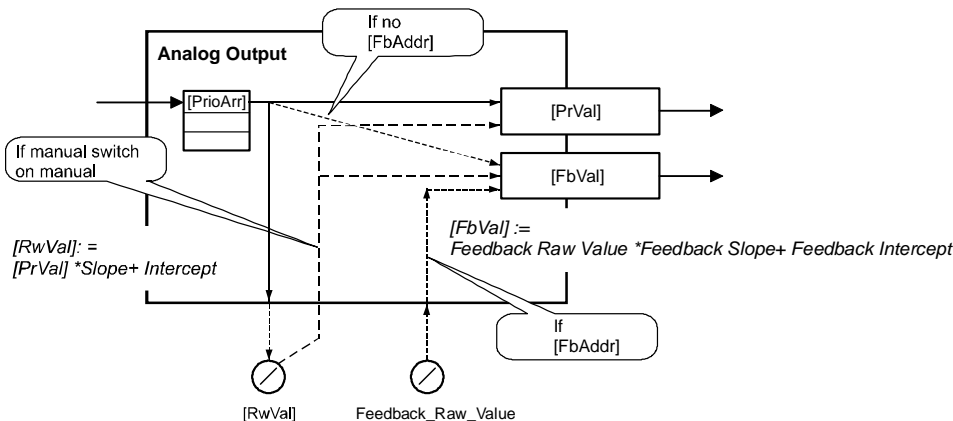 If no
[FbAddr]
Analog Output
[PrioArr]
[PrVal]
If manual switch
on manual
[FbVal]
[RwVal]: =
[PrVal] *Slope+ Intercept
[FbVal] :=
Feedback Raw Value *Feedback Slope+ Feedback Intercept
If
[FbAddr]
[RwVal]
Feedback_Raw_Value